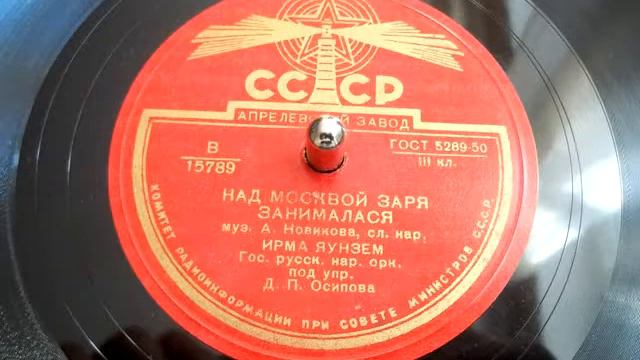 СССР
АПРЕЛЕВСКИЙ ЗАВОД
В
15789
ГОСТ 5289-50
III кл.
НАД МОСКВОЙ ЗАРЯ
ЗАНИМАЛАСЯ
муз. А. Новикова, сл. нар.
ИРМА ЯУНЗЕМ
Гос. русск. нар. орк.
под упр.
Д. П. Осипова
КОМИТЕТ РАДИОИНФОРМАЦИИ ПРИ СОВЕТЕ МИНИСТРОВ СССР.